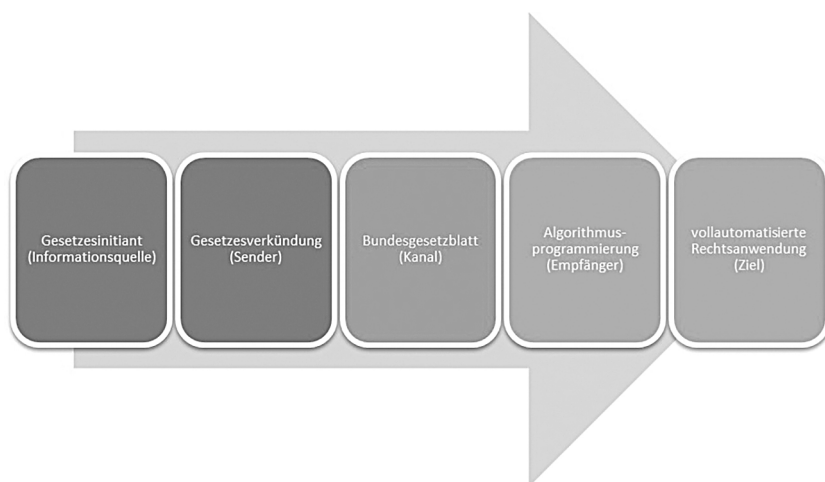 Gesetzesinitiant
(Informationsquelle)
Gesetzesverkündung
(Sender)
Bundesgesetzblatt
(Kanal)
Algorithmus-
programmierung
(Empfänger)
vollautomatisierte
Rechtsanwendung
(Ziel)